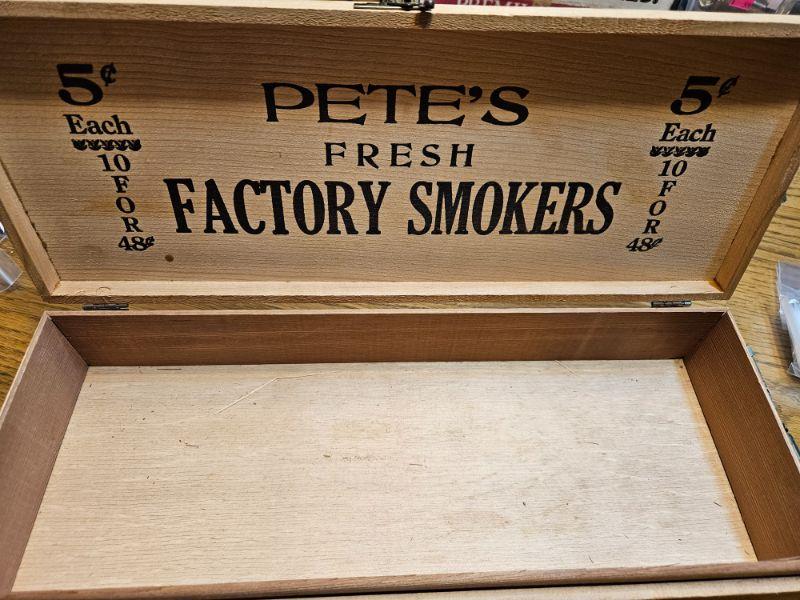 5¢
Each
10
F
O
R
48¢
PETE'S
FRESH
FACTORY SMOKERS
5¢
Each
10
F
O
R
48¢